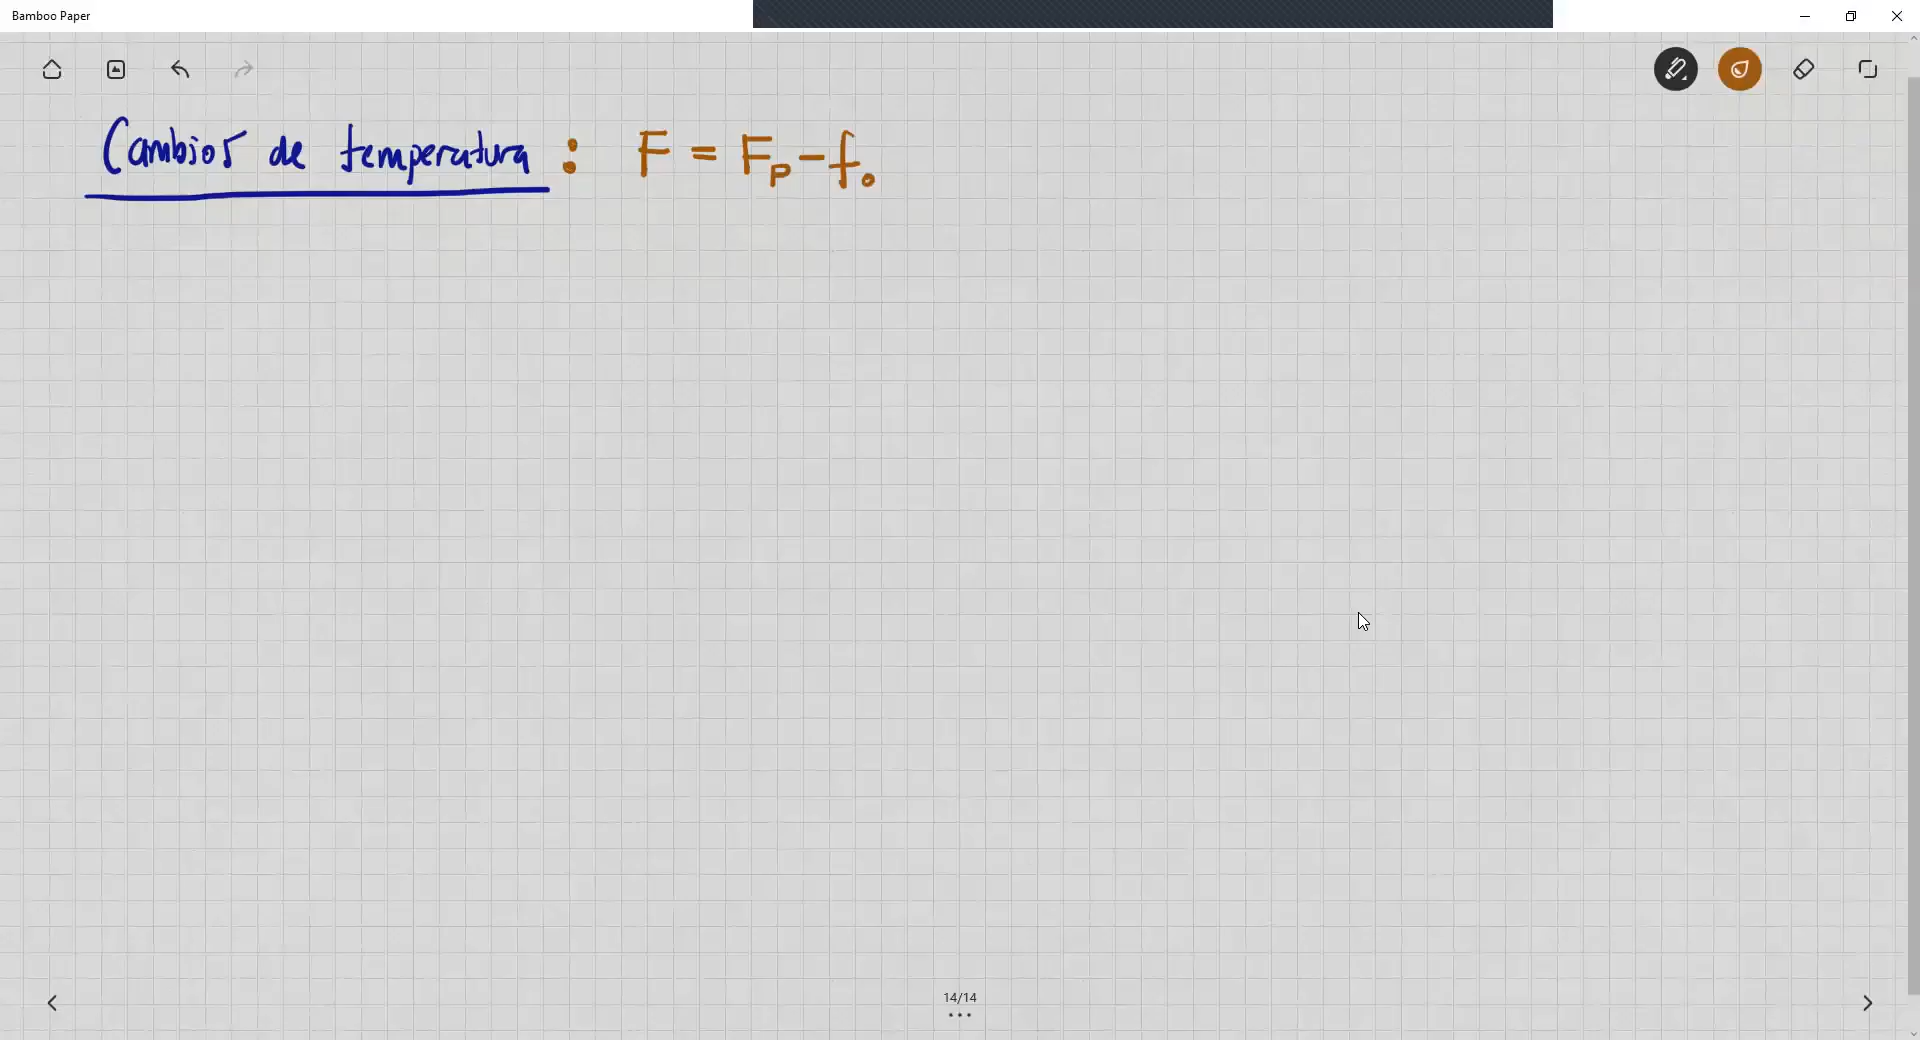 Bamboo Paper
Cambios de temperatura : F = Fp - fo
14/14